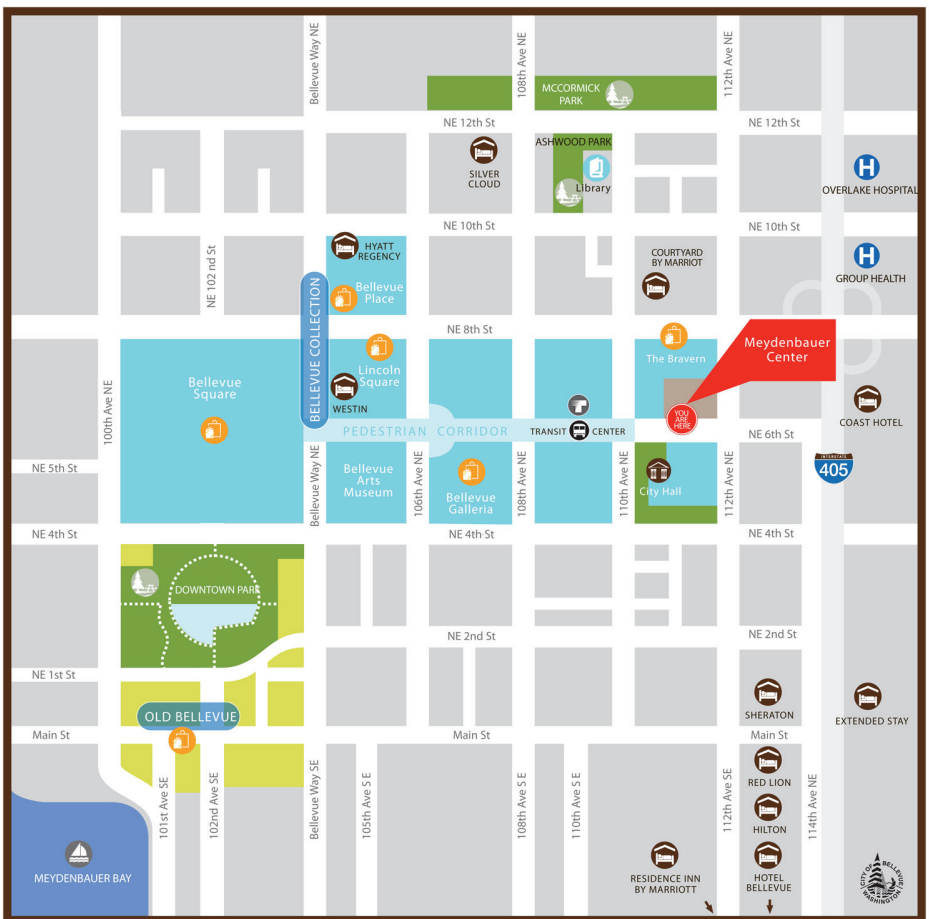 Bellevue Way NE
108th Ave NE
112th Ave NE
MCCORMICK
PARK
NE 12th St
NE 12th St
ASHWOOD PARK
Library
SILVER
CLOUD
H
OVERLAKE HOSPITAL
NE 10th St
NE 10th St
NE 102 nd St
HYATT
REGENCY
Bellevue
Place
COURTYARD
BY MARRIOT
H
GROUP HEALTH
BELLEVUE COLLECTION
NE 8th St
The Bravern
Meydenbauer
Center
100th Ave NE
Bellevue
Square
Lincoln
Square
WESTIN
YOU
ARE
HERE
COAST HOTEL
PEDESTRIAN CORRIDOR
TRANSIT CENTER
NE 6th St
NE 5th St
Bellevue Way NE
Bellevue
Arts
Museum
106th Ave NE
Bellevue
Galleria
108th Ave NE
110th Ave NE
City Hall
112th Ave NE
INTERSTATE
405
NE 4th St
NE 4th St
NE 4th St
DOWNTOWN PARK
NE 2nd St
NE 2nd St
NE 1st St
OLD BELLEVUE
SHERATON
EXTENDED STAY
Main St
Main St
Main St
101st Ave SE
102nd Ave SE
Bellevue Way SE
105th Ave S E
108th Ave S E
110th Ave S E
112th Ave SE
114th Ave NE
RED LION
HILTON
MEYDENBAUER BAY
RESIDENCE INN
BY MARRIOTT
HOTEL
BELLEVUE
CITY OF BELLEVUE
WASHINGTON